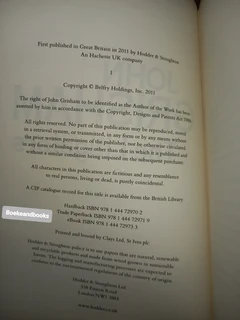 First published in Great Britain in 2011 by Hodder & Stoughton
An Hachette UK company
1
Copyright © Belfry Holdings, Inc. 2011
The right of John Grisham to be identified as the Author of the Work has been
asserted by him in accordance with the Copyright, Designs and Patents Act 1988.
All rights reserved. No part of this publication may be reproduced, stored
in a retrieval system, or transmitted, in any form or by any means without
the prior written permission of the publisher, nor be otherwise circulated
in any form of binding or cover other than that in which it is published and
without a similar condition being imposed on the subsequent purchaser.
All characters in this publication are fictitious and any resemblance
to real persons, living or dead, is purely coincidental.
A CIP catalogue record for this title is available from the British Library
Hardback ISBN 978 1 444 72970 2
Trade Paperback ISBN 978 1 444 72971 9
eBook ISBN 978 1 444 72973 3
Boekeandbooks
Printed and bound by Clays Ltd, St Ives plc
Hodder & Stoughton policy is to use papers that are natural, renewable
and recyclable products and made from wood grown in sustainable
forests. The logging and manufacturing processes are expected to
conform to the environmental regulations of the country of origin.
Hodder & Stoughton Ltd
338 Euston Road
London NW1 3BH
www.hodder.co.uk